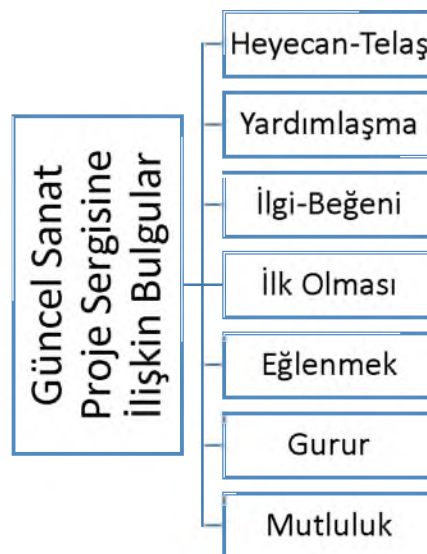 Güncel Sanat
Proje Sergisine
İlişkin Bulgular
Heyecan-Telaş
Yardımlaşma
İlgi-Beğeni
İlk Olması
Eğlenmek
Gurur
Mutluluk